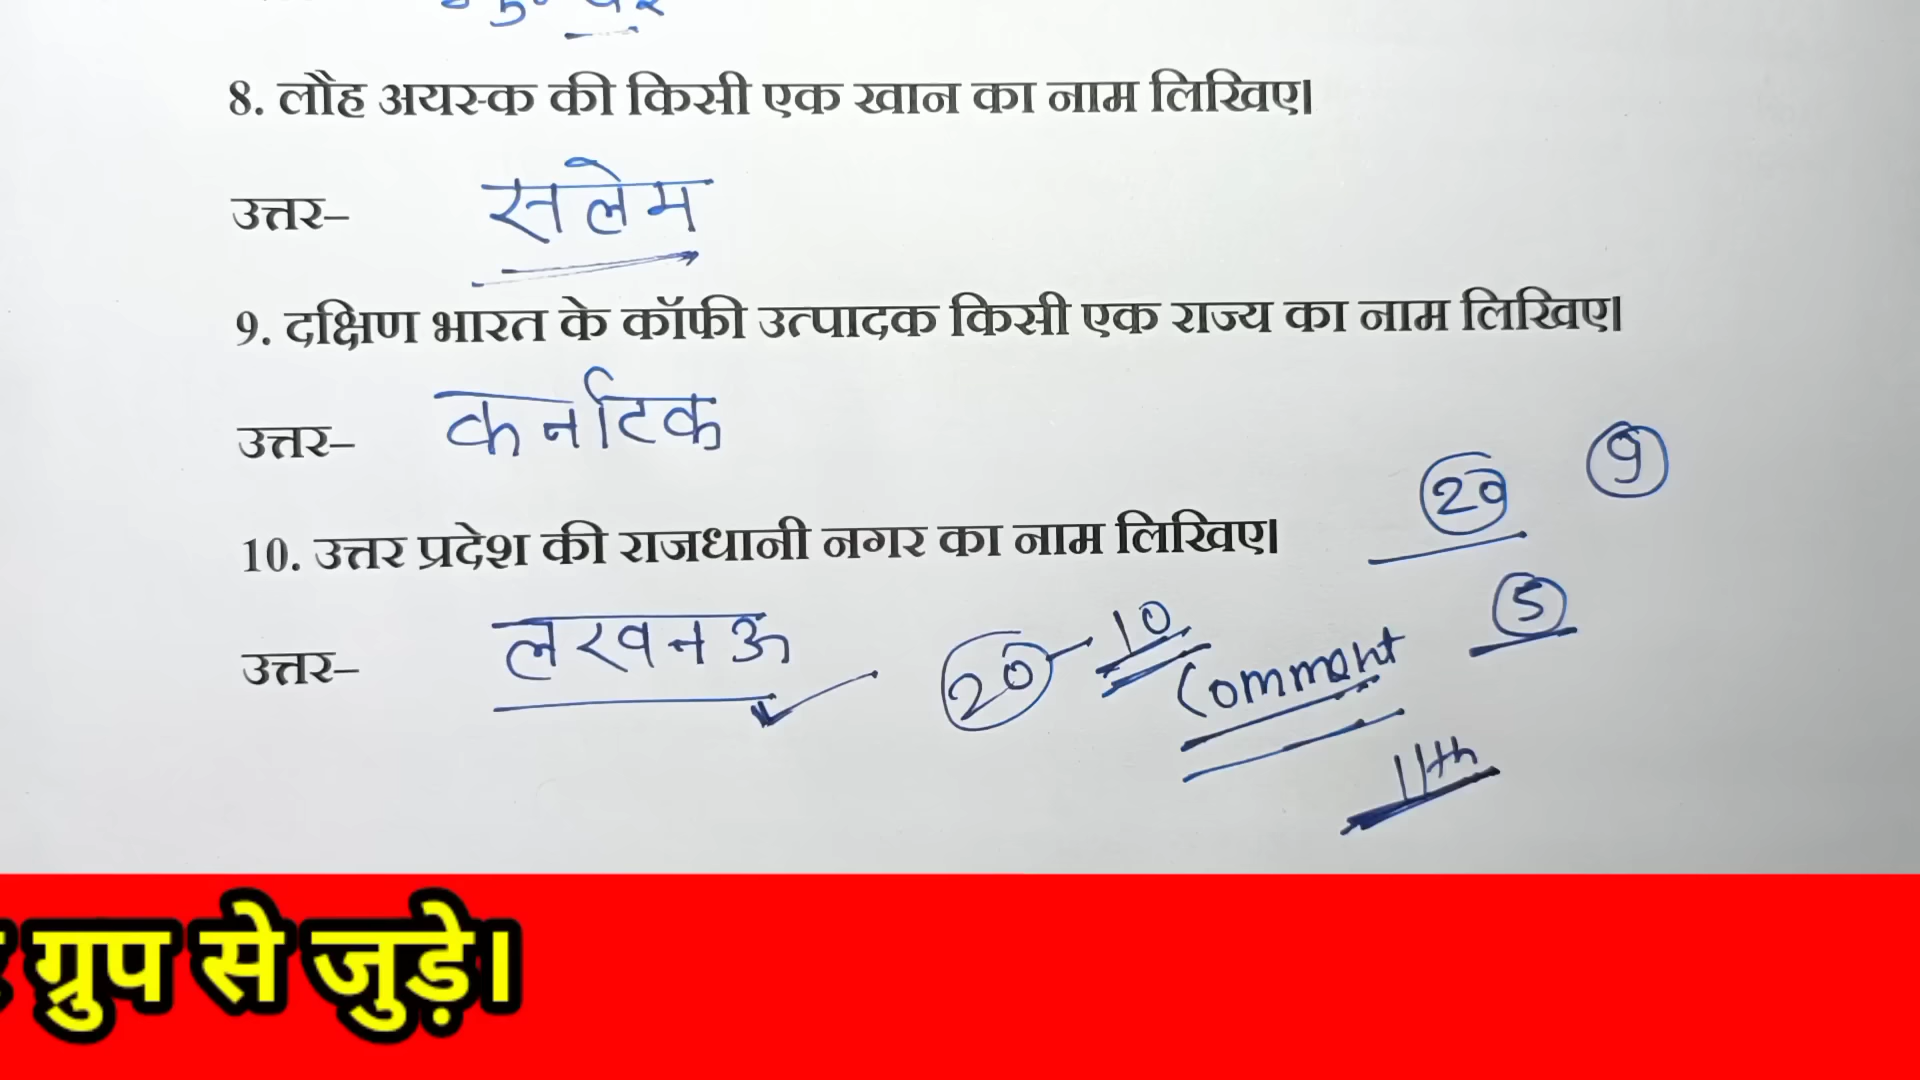 8. लौह अयस्क की किसी एक खान का नाम लिखिए।
उत्तर– सलेम
9. दक्षिण भारत के कॉफी उत्पादक किसी एक राज्य का नाम लिखिए।
उत्तर– कर्नाटक
20 9
10. उत्तर प्रदेश की राजधानी नगर का नाम लिखिए।
उत्तर– लखनऊ 20 – 10 5
Comment
11th
ग्रुप से जुड़े।